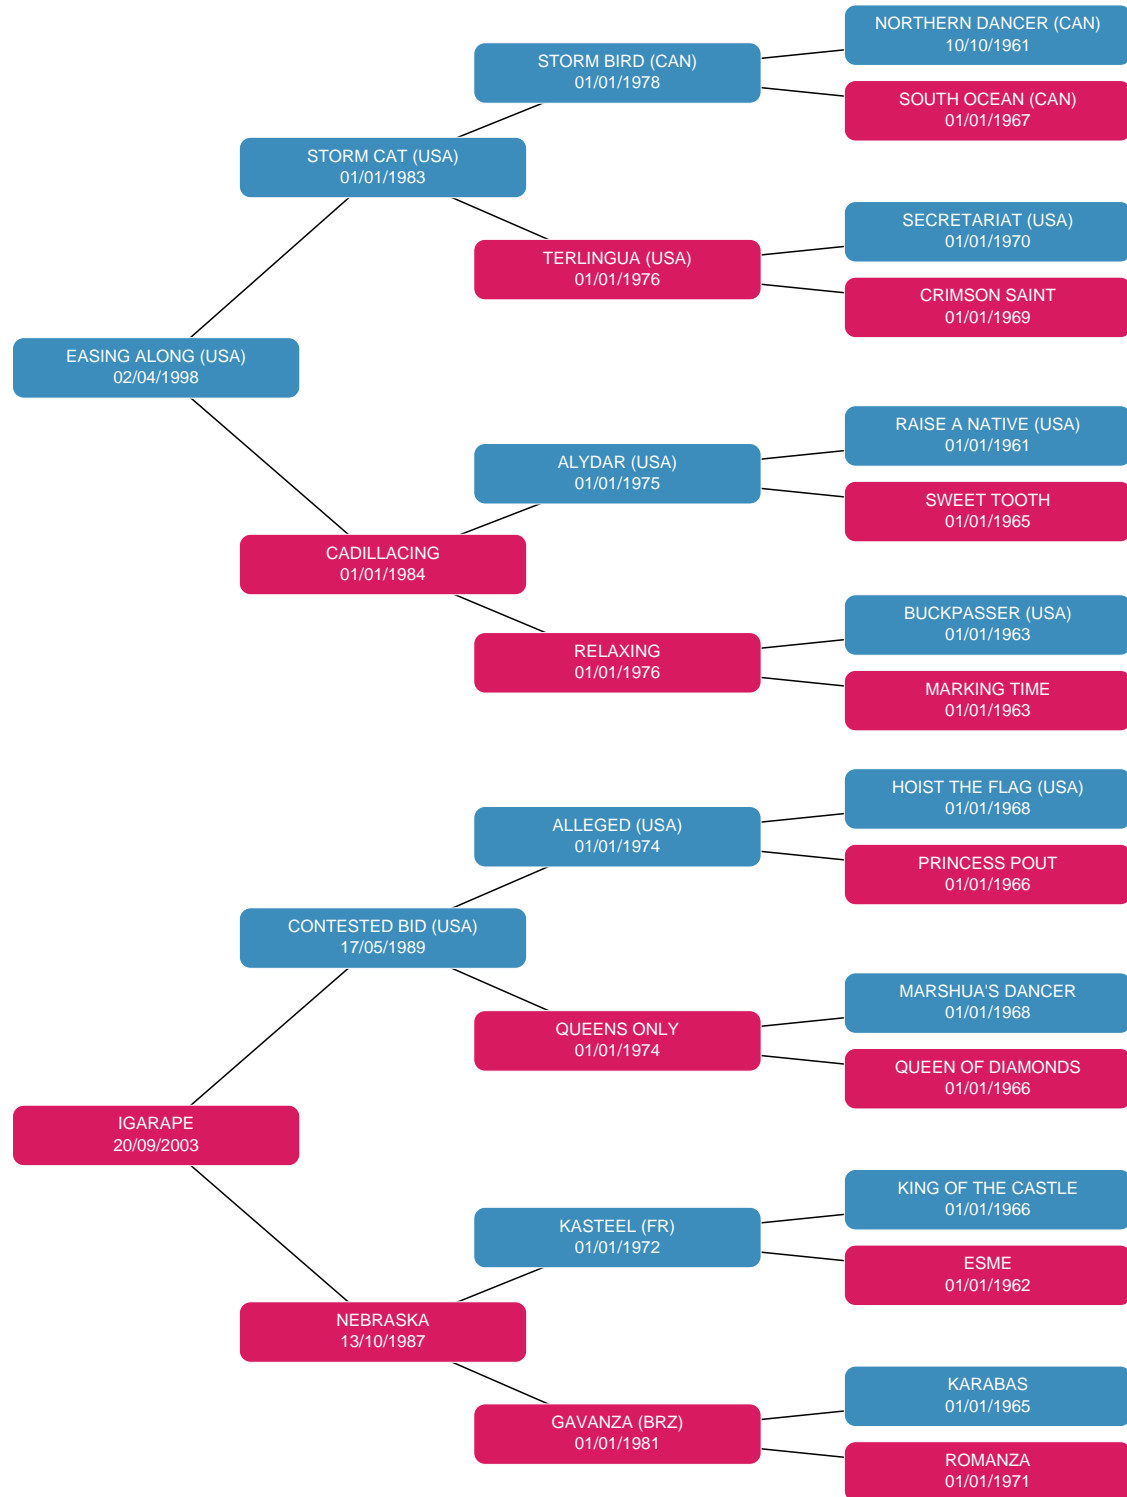 NORTHERN DANCER (CAN)
10/10/1961
STORM BIRD (CAN)
01/01/1978
SOUTH OCEAN (CAN)
01/01/1967
STORM CAT (USA)
01/01/1983
SECRETARIAT (USA)
01/01/1970
TERLINGUA (USA)
01/01/1976
CRIMSON SAINT
01/01/1969
EASING ALONG (USA)
02/04/1998
RAISE A NATIVE (USA)
01/01/1961
ALYDAR (USA)
01/01/1975
SWEET TOOTH
01/01/1965
CADILLACING
01/01/1984
BUCKPASSER (USA)
01/01/1963
RELAXING
01/01/1976
MARKING TIME
01/01/1963
HOIST THE FLAG (USA)
01/01/1968
ALLEGED (USA)
01/01/1974
PRINCESS POUT
01/01/1966
CONTESTED BID (USA)
17/05/1989
MARSHUA'S DANCER
01/01/1968
QUEENS ONLY
01/01/1974
QUEEN OF DIAMONDS
01/01/1966
IGARAPE
20/09/2003
KING OF THE CASTLE
01/01/1966
KASTEEL (FR)
01/01/1972
ESME
01/01/1962
NEBRASKA
13/10/1987
KARABAS
01/01/1965
GAVANZA (BRZ)
01/01/1981
ROMANZA
01/01/1971